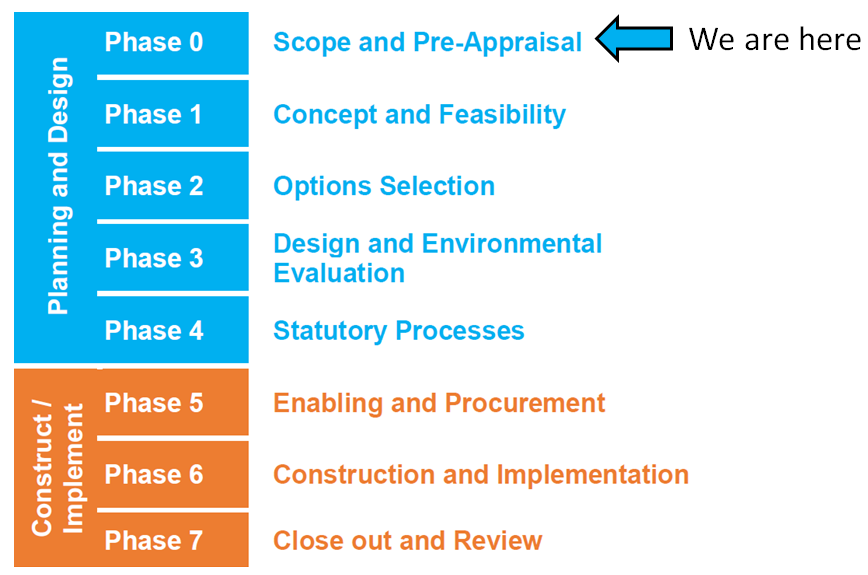 Planning and Design
Phase 0
Scope and Pre-Appraisal
We are here
Phase 1
Concept and Feasibility
Phase 2
Options Selection
Phase 3
Design and Environmental
Evaluation
Phase 4
Statutory Processes
Construct /
Implement
Phase 5
Enabling and Procurement
Phase 6
Construction and Implementation
Phase 7
Close out and Review